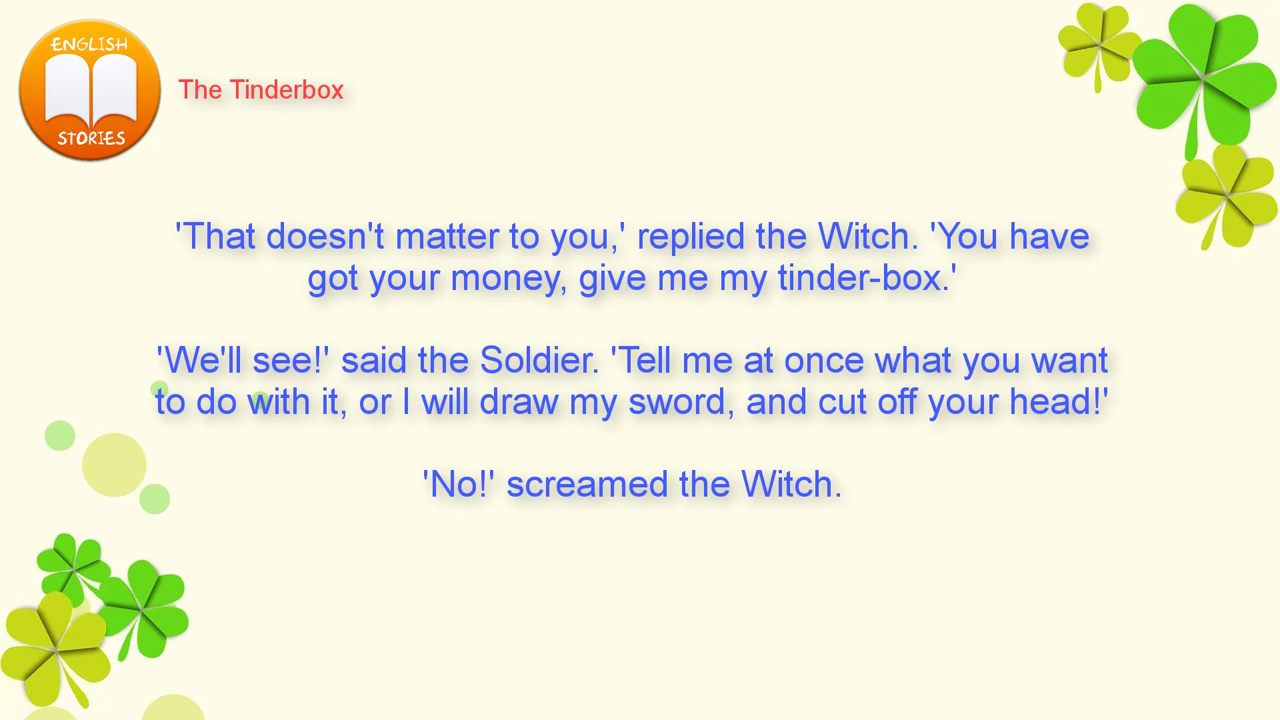 ENGLISH
STORIES
The Tinderbox
'That doesn't matter to you,' replied the Witch. 'You have
got your money, give me my tinder-box.'
'We'll see!' said the Soldier. 'Tell me at once what you want
to do with it, or I will draw my sword, and cut off your head!'
'No!' screamed the Witch.